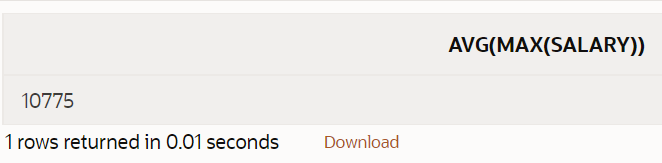 AVG(MAX(SALARY))
10775
1 rows returned in 0.01 seconds Download